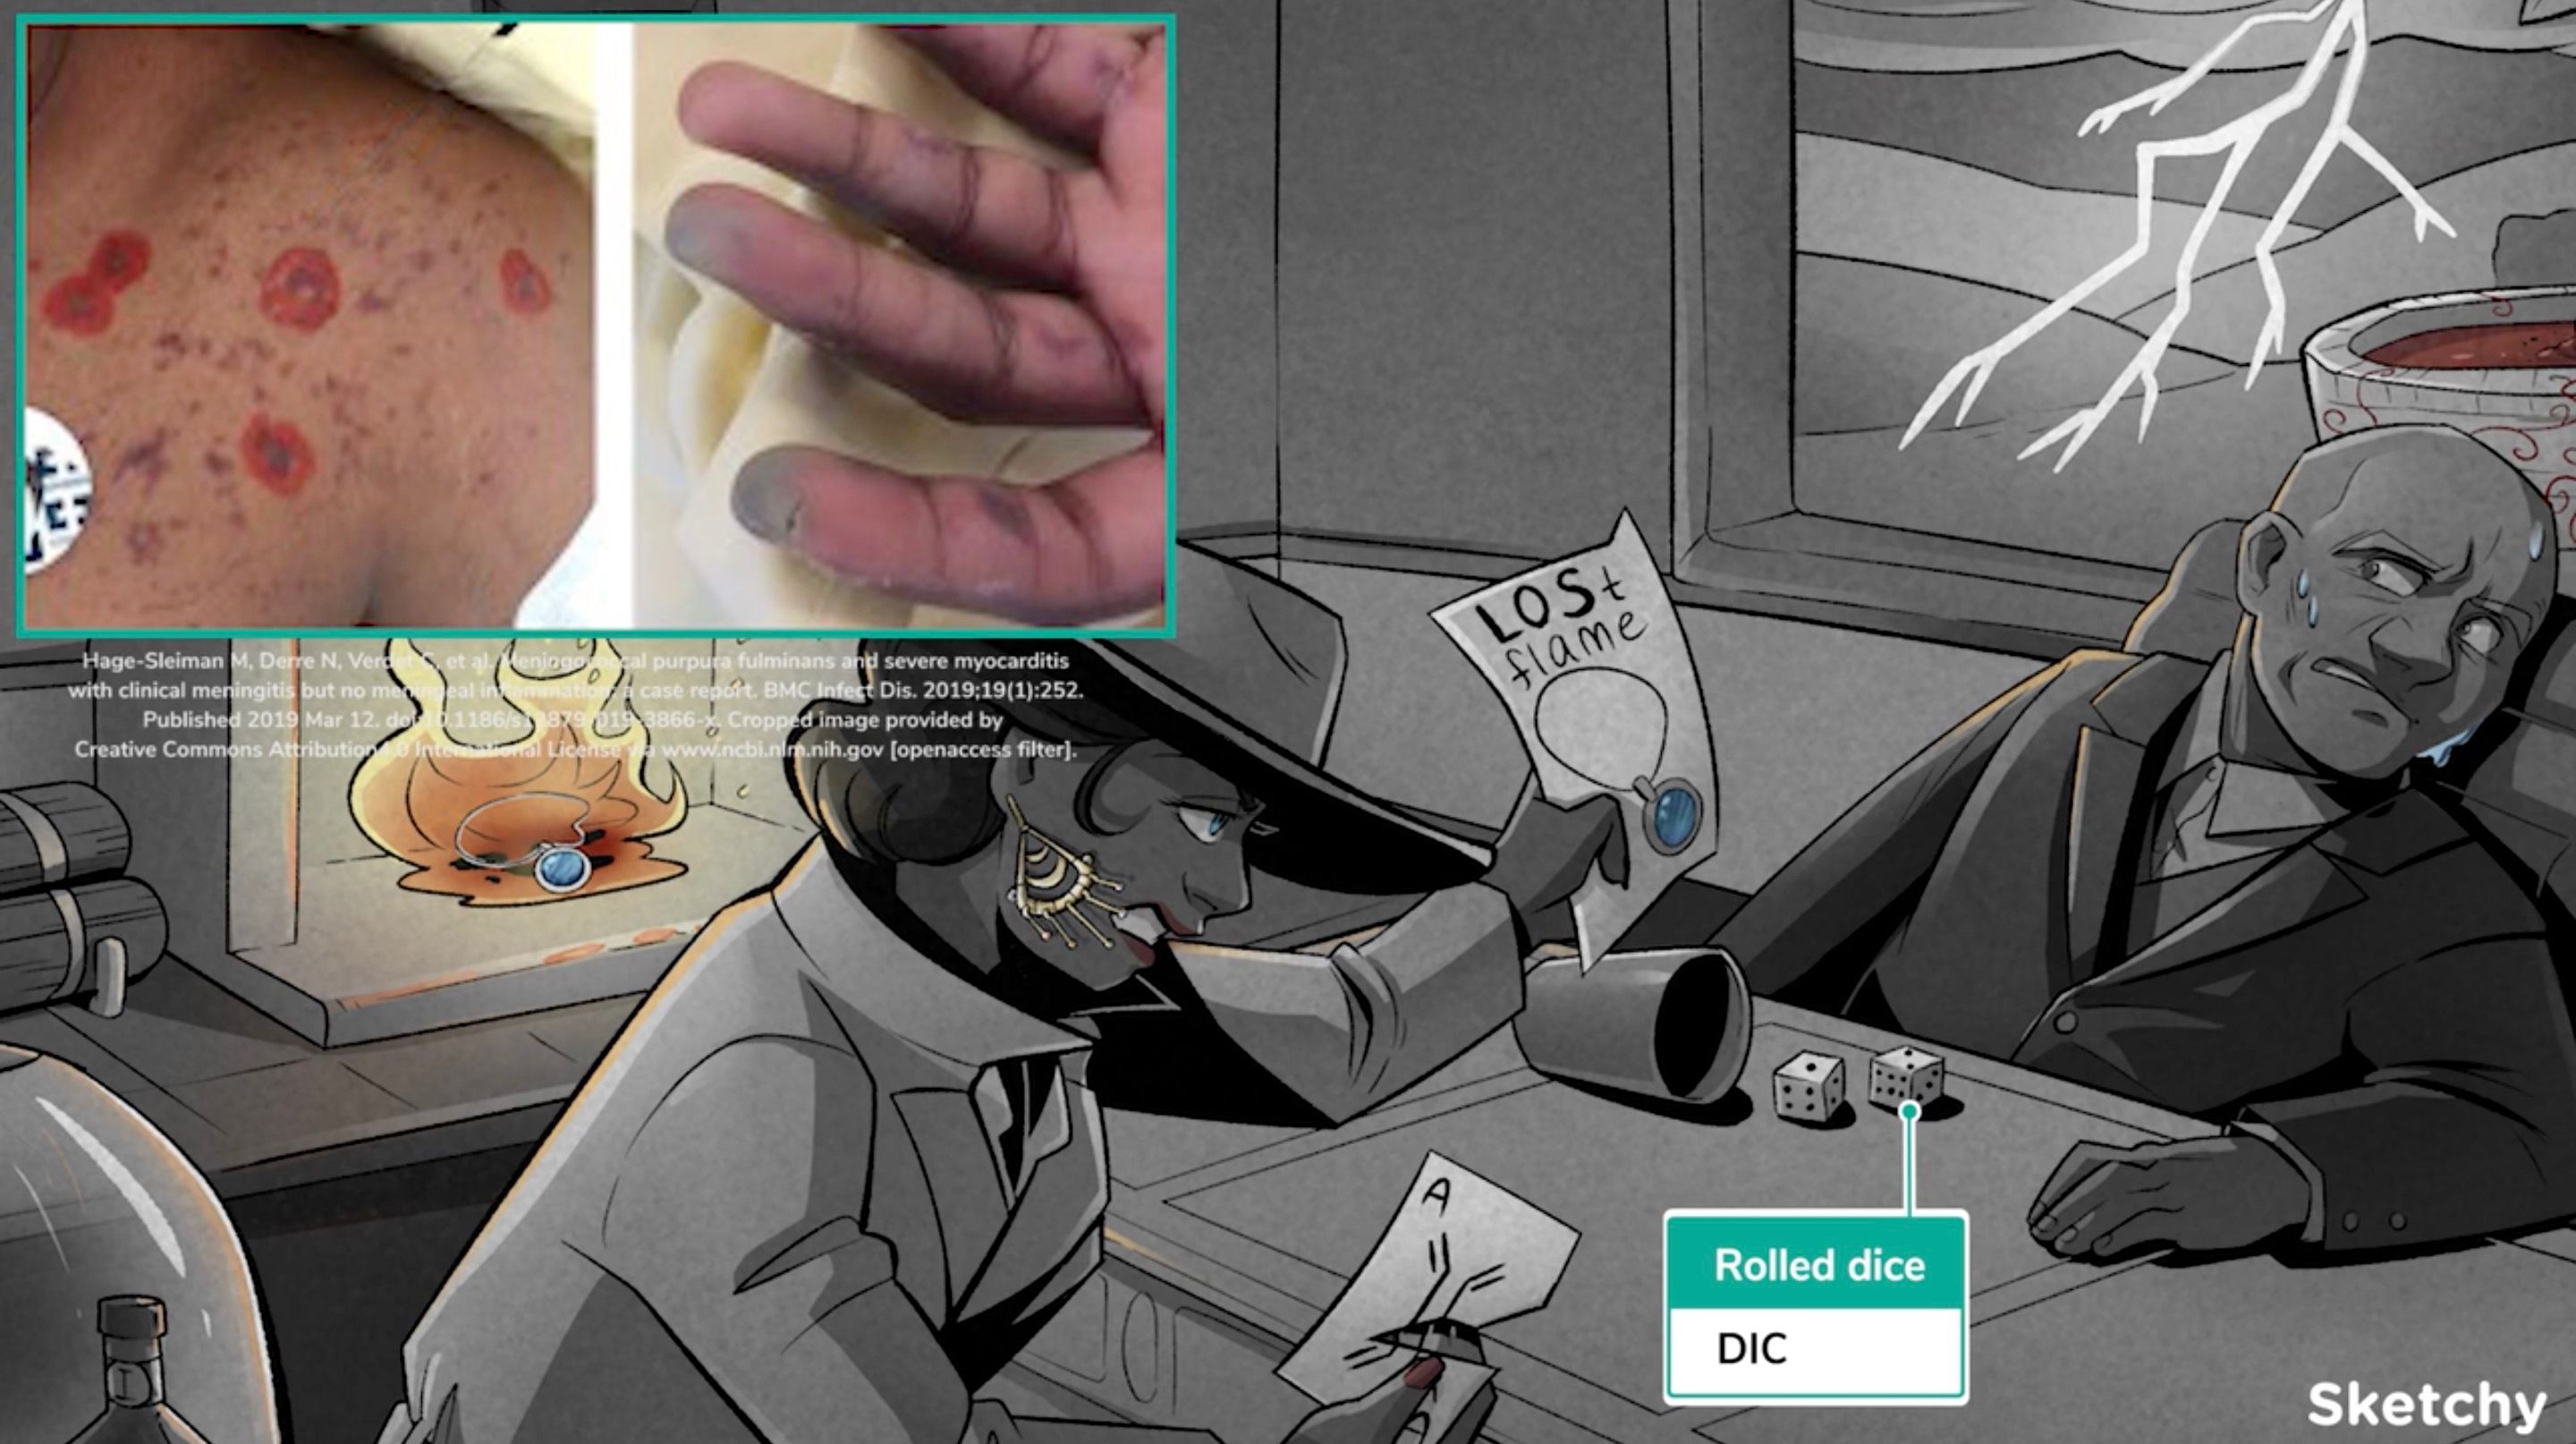 Hage-Sleiman M, Derre N, Verdet C, et al. Meningococcal purpura fulminans and severe myocarditis
with clinical meningitis but no meningeal inflammation: a case report. BMC Infect Dis. 2019;19(1):252.
Published 2019 Mar 12. doi:10.1186/s12879-019-3866-x. Cropped image provided by
Creative Commons Attribution4.0 International License via www.ncbi.nlm.nih.gov [openaccess filter].
LOSt
flame
A
Rolled dice
DIC
I
Sketchy